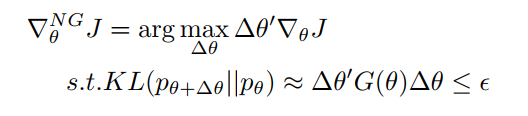 ∇_θ^{NG} J = arg max_{Δθ} Δθ′∇_θ J
s.t.KL(p_{θ+Δθ}||p_θ) ≈ Δθ′G(θ)Δθ ≤ ϵ